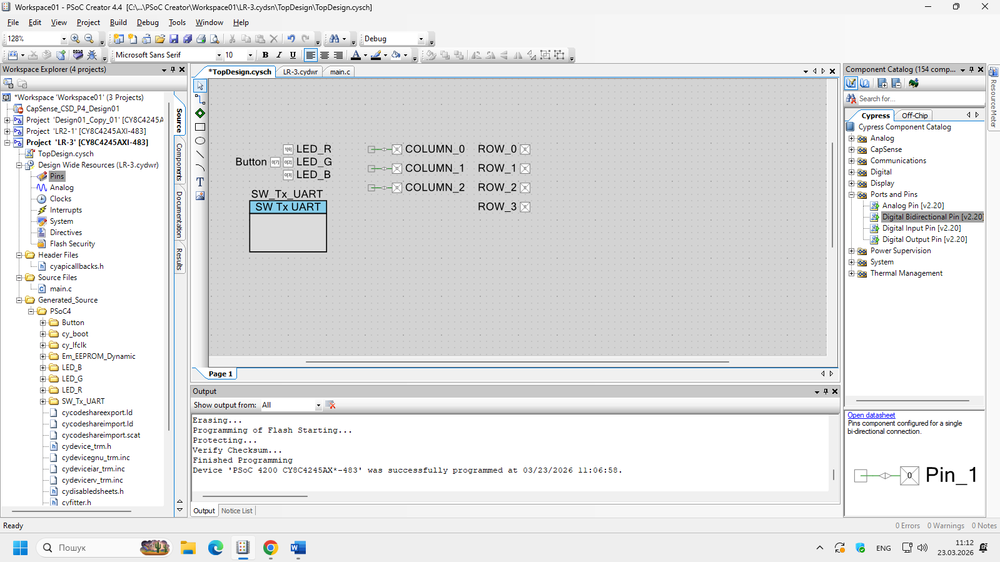 Workspace01 - PSoC Creator 4.4  [C:\...\PSoC Creator\Workspace01\LR-3.cydsn\TopDesign\TopDesign.cysch]
File Edit View Project Build Debug Tools Window Help
128%
Debug
Microsoft Sans Serif 10 B I U A
Workspace Explorer (4 projects)
*Workspace 'Workspace01' (3 Projects)
CapSense_CSD_P4_Design01
Project 'Design01_Copy_01' [CY8C4245A
Project 'LR2-1' [CY8C4245AXI-483]
Project 'LR-3' [CY8C4245AXI-483]
TopDesign.cysch
Design Wide Resources (LR-3.cydwr)
Pins
Analog
Clocks
Interrupts
System
Directives
Flash Security
Header Files
cyapicallbacks.h
Source Files
main.c
Generated_Source
PSoC4
Button
cy_boot
cy_lfclk
Em_EEPROM_Dynamic
LED_B
LED_G
LED_R
SW_Tx_UART
cycodeshareexport.ld
cycodeshareimport.ld
cycodeshareimport.scat
cydevice_trm.h
cydevicegnu_trm.inc
cydeviceiar_trm.inc
cydevicerv_trm.inc
cydisabledsheets.h
cyfitter.h
Source
Components
Documentation
Results
*TopDesign.cysch LR-3.cydwr main.c
1[6] LED_R
Button 0[7] 0[2] LED_G
0[3] LED_B
SW_Tx_UART
SW Tx UART
COLUMN_0 ROW_0
COLUMN_1 ROW_1
COLUMN_2 ROW_2
ROW_3
T
Page 1
Output
Show output from: All
Erasing...
Programming of Flash Starting...
Protecting...
Verify Checksum...
Finished Programming
Device 'PSoC 4200 CY8C4245AX*-483' was successfully programmed at 03/23/2026 11:06:58.
Output Notice List
Component Catalog (154 comp...
Search for...
Cypress Off-Chip
Cypress Component Catalog
Analog
CapSense
Communications
Digital
Display
Ports and Pins
Analog Pin [v2.20]
Digital Bidirectional Pin [v2.20]
Digital Input Pin [v2.20]
Digital Output Pin [v2.20]
Power Supervision
System
Thermal Management
Open datasheet
Pins component configured for a single
bi-directional connection.
0 Pin_1
Resource Meter
Ready
0 Errors 0 Warnings 0 Notes
Пошук
ENG
11:12
23.03.2026